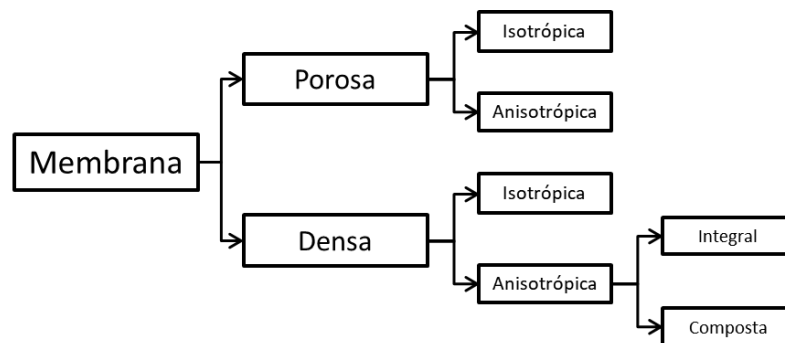 Membrana
Porosa
Isotrópica
Anisotrópica
Densa
Isotrópica
Anisotrópica
Integral
Composta